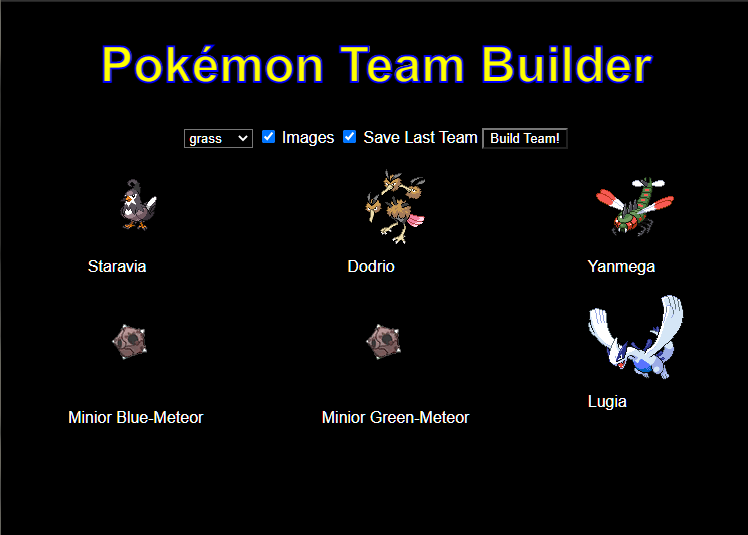 Pokémon Team Builder
grass Images Save Last Team Build Team!
Staravia Dodrio Yanmega
Minior Blue-Meteor Minior Green-Meteor Lugia